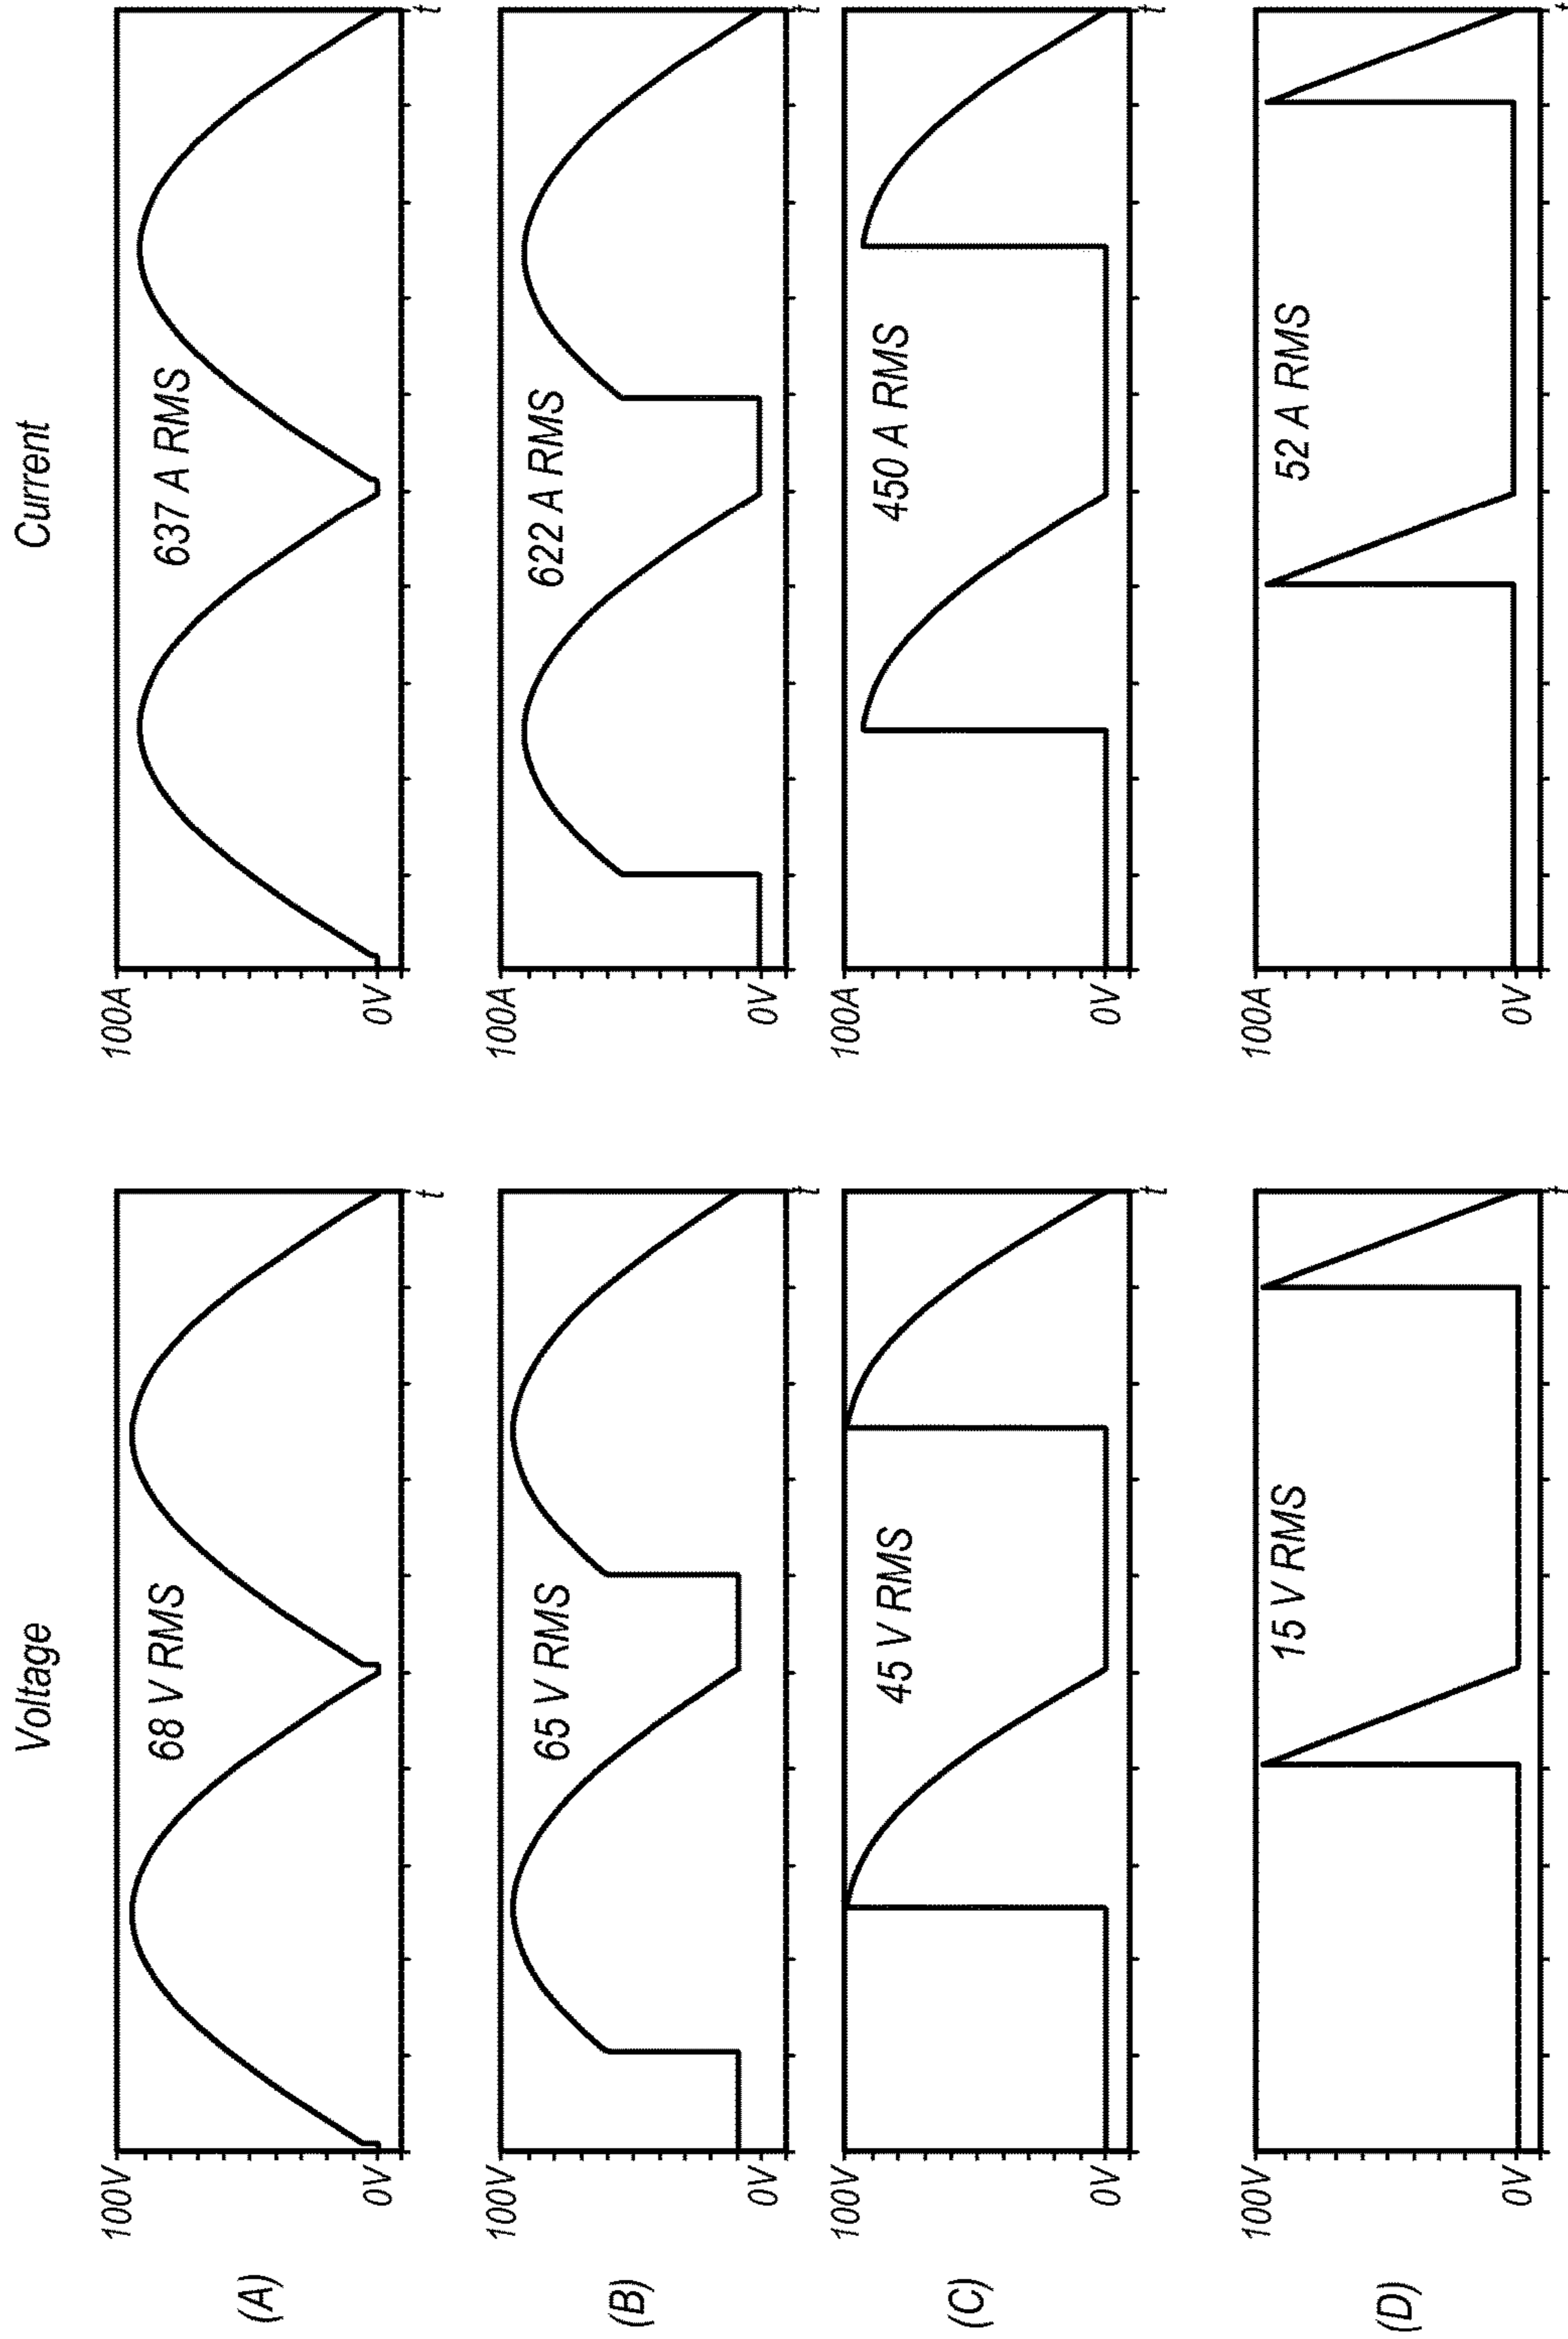 Voltage
Current
(A)
100V
0V
68 V RMS
t
100A
0V
637 A RMS
t
(B)
100V
0V
65 V RMS
t
100A
0V
622 A RMS
t
(C)
100V
0V
45 V RMS
t
100A
0V
450 A RMS
t
(D)
100V
0V
15 V RMS
t
100A
0V
52 A RMS
t